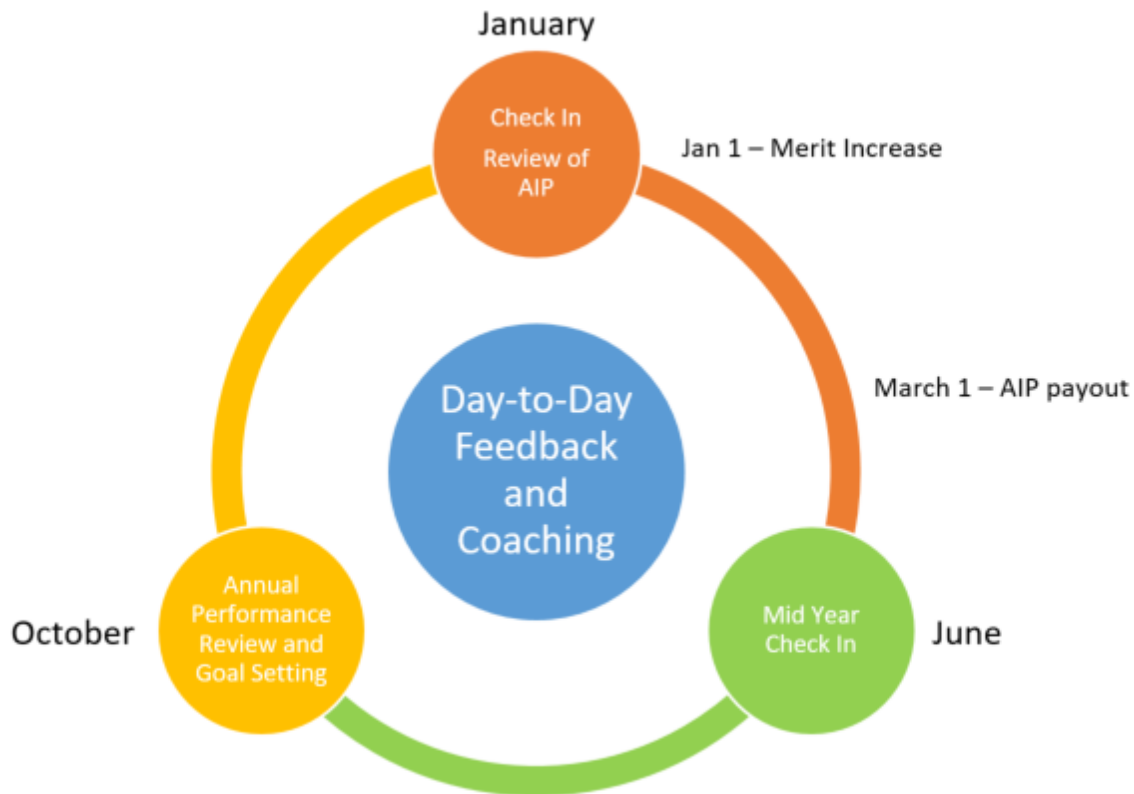 January
Check In
Review of
AIP
Jan 1 – Merit Increase
March 1 – AIP payout
Day-to-Day
Feedback
and
Coaching
October
Annual
Performance
Review and
Goal Setting
Mid Year
Check In
June